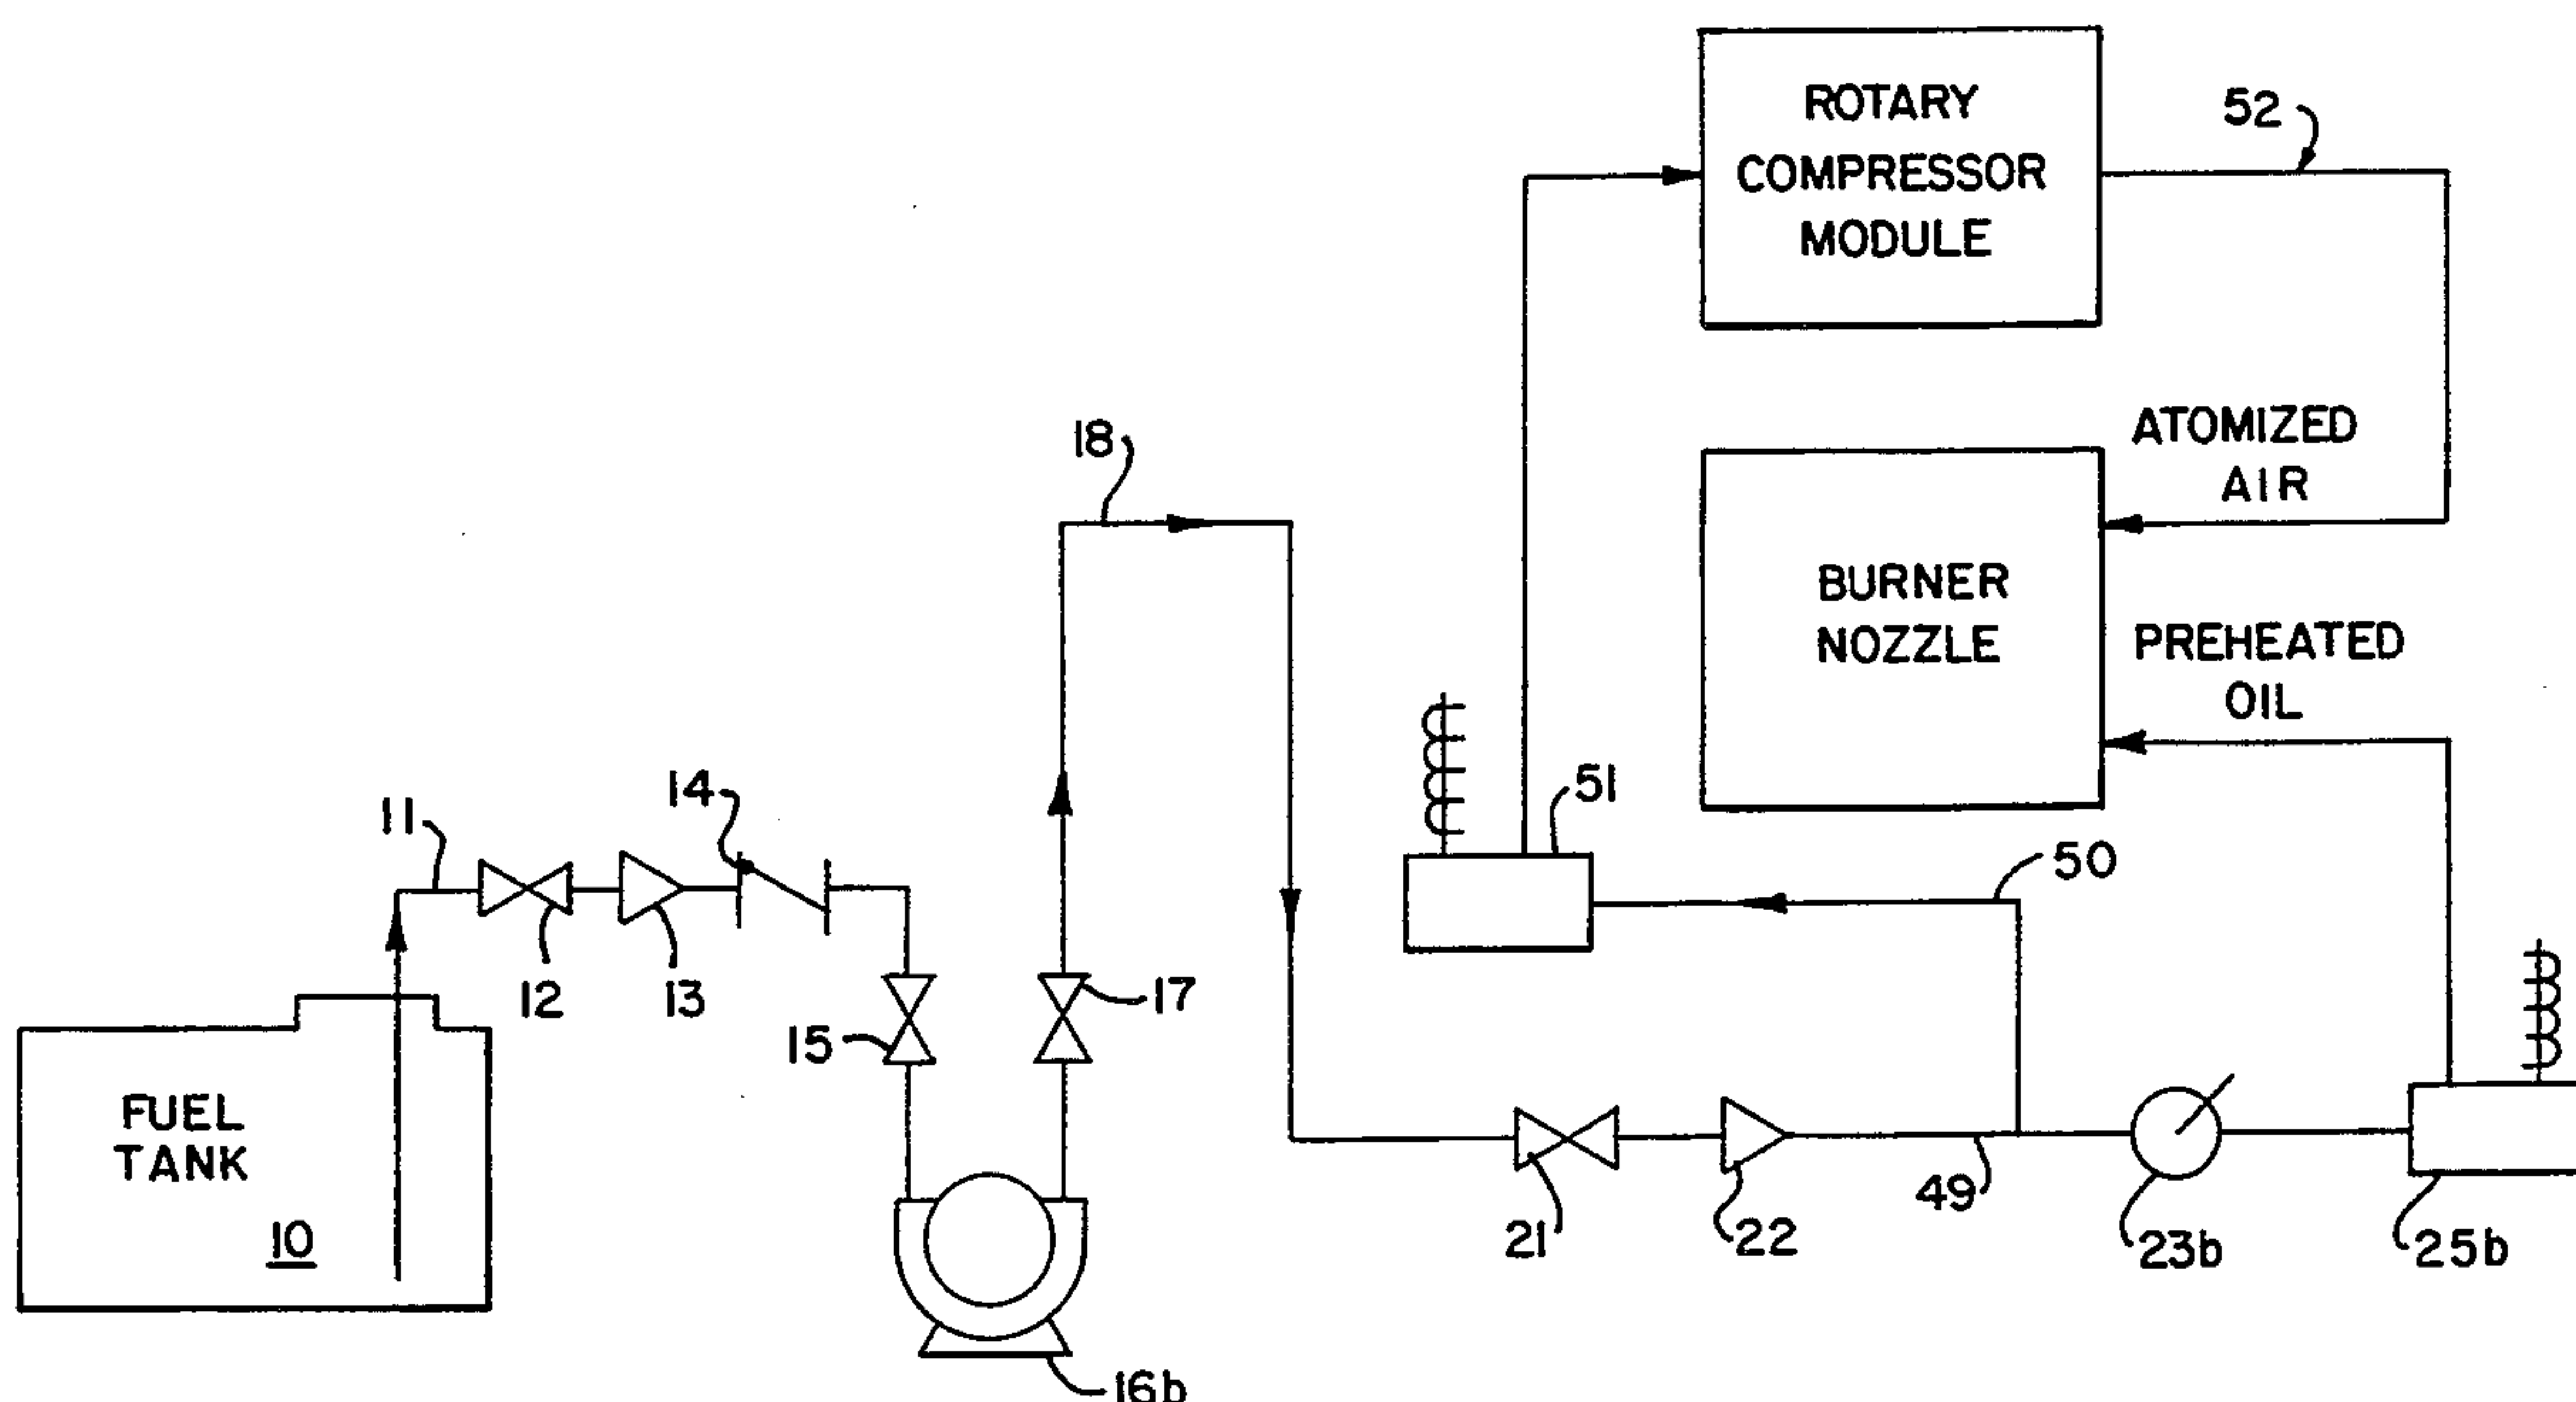 ROTARY
COMPRESSOR
MODULE
52
18
ATOMIZED
AIR
BURNER
NOZZLE
PREHEATED
OIL
14
51
11
50
12
13
17
15
FUEL
TANK
10
21
22
49
23b
25b
16b